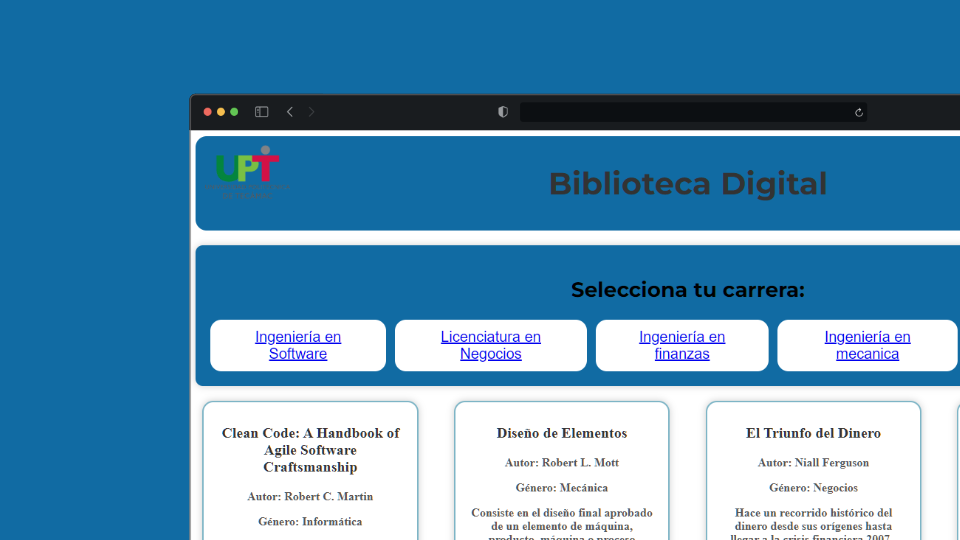 UPT
Biblioteca Digital
Selecciona tu carrera:
Ingeniería en
Software
Licenciatura en
Negocios
Ingeniería en
finanzas
Ingeniería en
mecanica
Clean Code: A Handbook of
Agile Software
Craftsmanship
Autor: Robert C. Martin
Género: Informática
Diseño de Elementos
Autor: Robert L. Mott
Género: Mecánica
Consiste en el diseño final aprobado
de un elemento de máquina,
producto, máquina o proceso
El Triunfo del Dinero
Autor: Niall Ferguson
Género: Negocios
Hace un recorrido histórico del
dinero desde sus orígenes hasta
llegar a la crisis financiera 2007